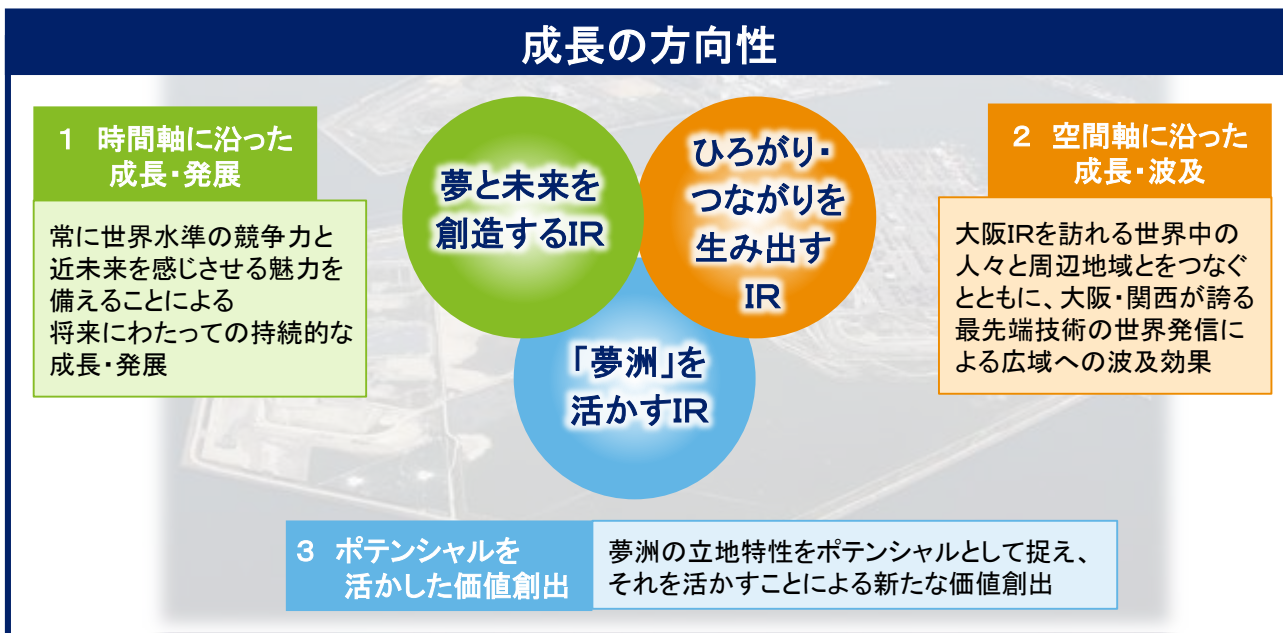 成長の方向性
1 時間軸に沿った
成長・発展
常に世界水準の競争力と
近未来を感じさせる魅力を
備えることによる
将来にわたっての持続的な
成長・発展
夢と未来を
創造するIR
ひろがり・
つながりを
生み出す
IR
「夢洲」を
活かすIR
2 空間軸に沿った
成長・波及
大阪IRを訪れる世界中の
人々と周辺地域とをつなぐ
とともに、大阪・関西が誇る
最先端技術の世界発信に
よる広域への波及効果
3 ポテンシャルを
活かした価値創出
夢洲の立地特性をポテンシャルとして捉え、
それを活かすことによる新たな価値創出